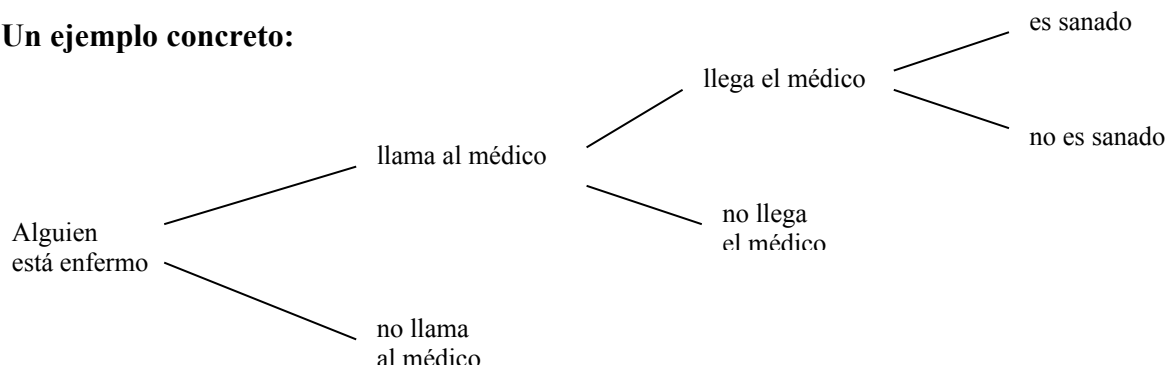 Un ejemplo concreto:
es sanado
llega el médico
no es sanado
llama al médico
no llega
el médico
Alguien
está enfermo
no llama
al médico